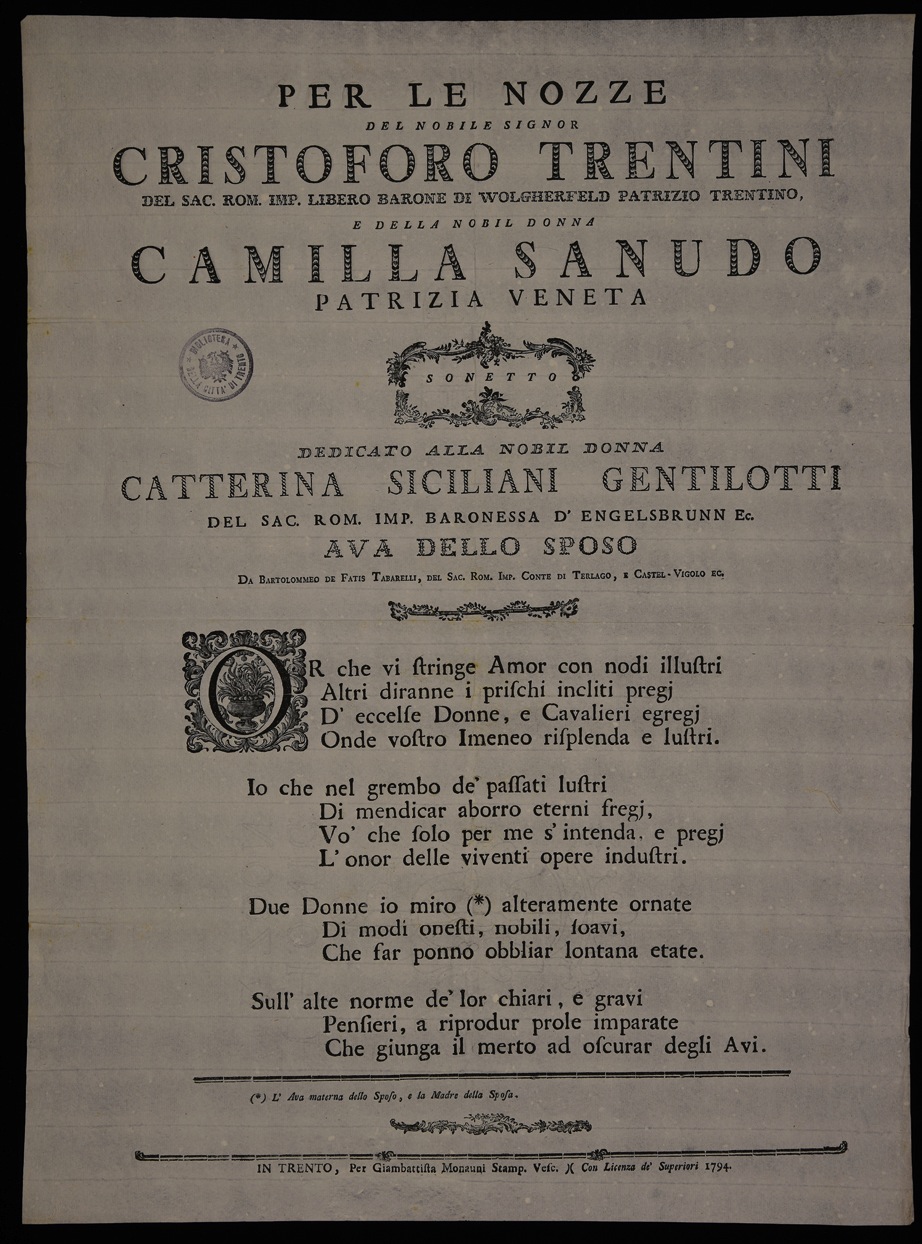 PER LE NOZZE
DEL NOBILE SIGNOR
CRISTOFORO TRENTINI
DEL SAC. ROM. IMP. LIBERO BARONE DI WOLGHERFELD PATRIZIO TRENTINO,
E DELLA NOBIL DONNA
CAMILLA SANUDO
PATRIZIA VENETA
BIBLIOTECA
DELLA CITTA' DI TRENTO
SONETTO
DEDICATO ALLA NOBIL DONNA
CATTERINA SICILIANI GENTILOTTI
DEL SAC. ROM. IMP. BARONESSA D' ENGELSBRUNN Ec.
AVA DELLO SPOSO
DA BARTOLOMMEO DE FATIS TABARELLI, DEL SAC. ROM. IMP. CONTE DI TERLAGO, E CASTEL-VIGOLO EC.
OR che vi ſtringe Amor con nodi illuſtri
Altri diranne i priſchi incliti pregj
D' eccelſe Donne, e Cavalieri egregj
Onde voſtro Imeneo riſplenda e luſtri.
Io che nel grembo de' paſſati luſtri
Di mendicar aborro eterni fregj,
Vo' che ſolo per me s' intenda, e pregj
L' onor delle viventi opere induſtri.
Due Donne io miro (*) alteramente ornate
Di modi oneſti, nobili, ſoavi,
Che far ponno obbliar lontana etate.
Sull' alte norme de' lor chiari, e gravi
Penſieri, a riprodur prole imparate
Che giunga il merto ad oſcurar degli Avi.
(*) L' Ava materna dello Spoſo, e la Madre della Spoſa.
IN TRENTO, Per Giambattiſta Monauni Stamp. Veſc. )( Con Licenza de' Superiori 1794.